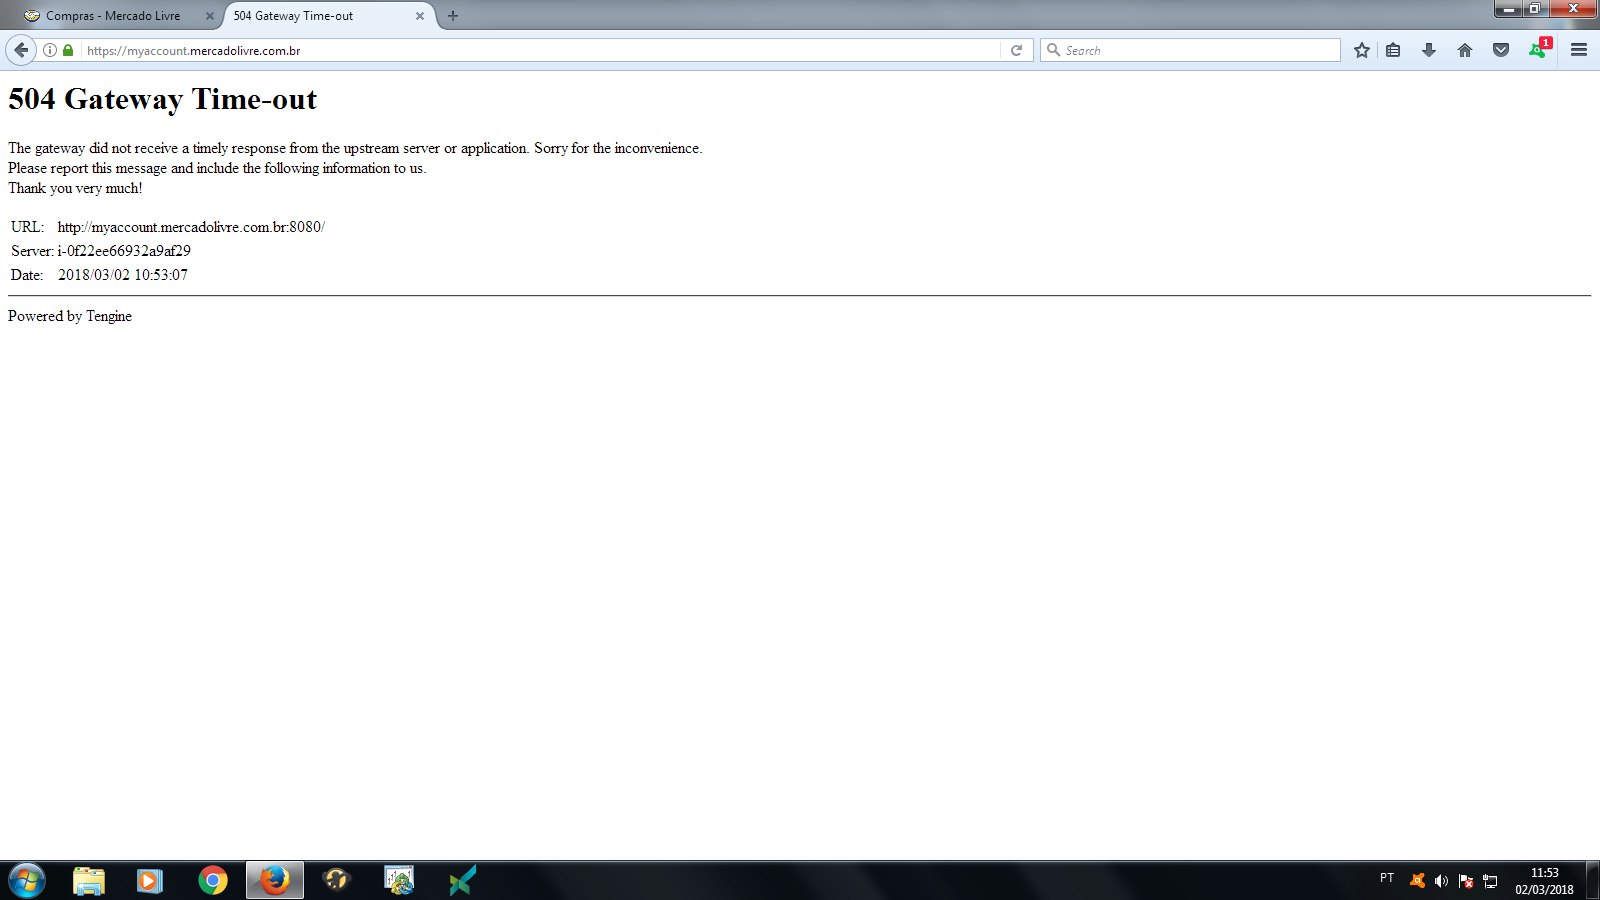 Compras - Mercado Livre
504 Gateway Time-out
https://myaccount.mercadolivre.com.br
Search
1
504 Gateway Time-out
The gateway did not receive a timely response from the upstream server or application. Sorry for the inconvenience.
Please report this message and include the following information to us.
Thank you very much!
URL: http://myaccount.mercadolivre.com.br:8080/
Server: i-0f22ee66932a9af29
Date: 2018/03/02 10:53:07
Powered by Tengine
PT
11:53
02/03/2018